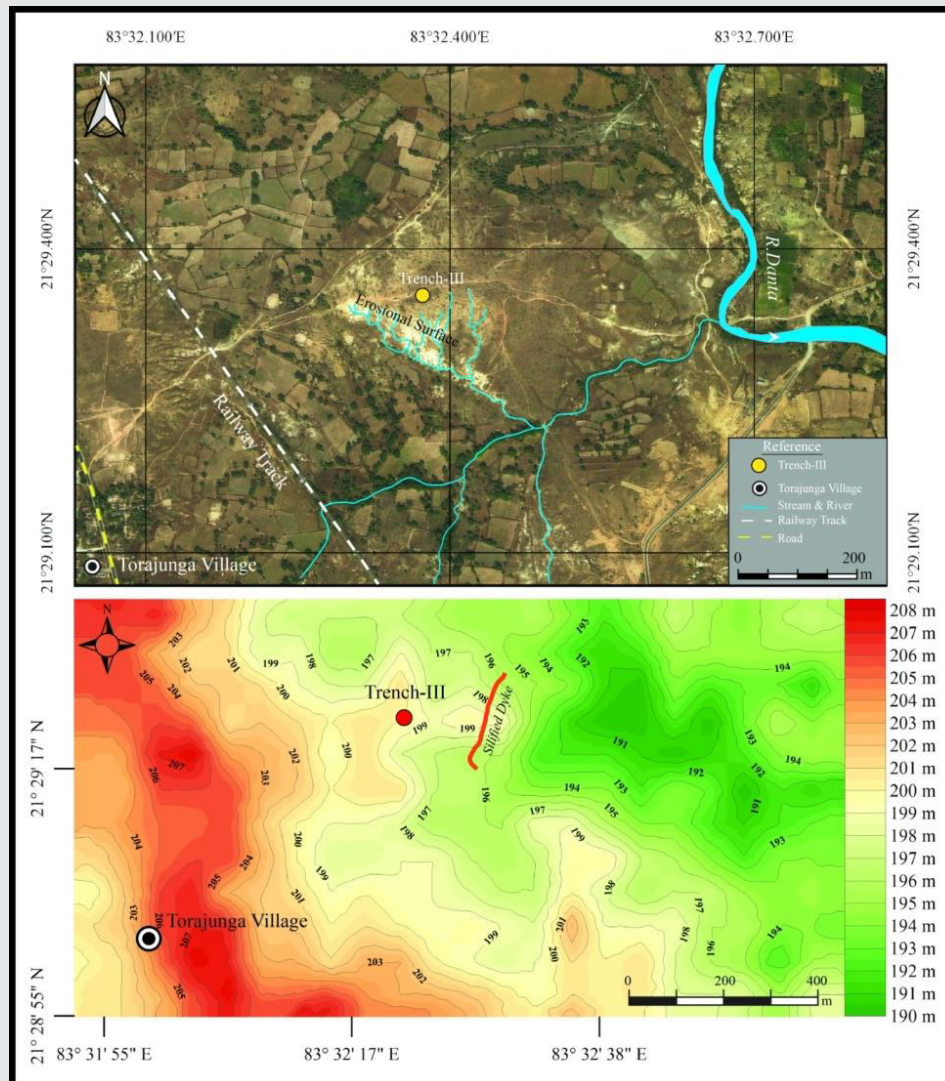 83°32.100'E 83°32.400'E 83°32.700'E
N
21°29.400'N
21°29.400'N
R.Danta
Trench-III
Erosional Surface
Railway Track
21°29.100'N
21°29.100'N
Torajunga Village
Reference
Trench-III
Torajunga Village
Stream & River
Railway Track
Road
0 200
m
N
203
202
201
199
198
197
197
196
195
194
193
192
194
205
204
200
Trench-III
198
199
199
Silified Dyke
191
193
192
194
192
191
193
207
206
202
203
200
196
194
193
195
197
197
198
199
21° 29' 17" N
204
205
204
200
199
201
198
197
203
206
Torajunga Village
207
205
199
201
200
198
196
194
203
202
0 200 400
m
21° 28' 55" N
83° 31' 55" E 83° 32' 17" E 83° 32' 38" E
208 m
207 m
206 m
205 m
204 m
203 m
202 m
201 m
200 m
199 m
198 m
197 m
196 m
195 m
194 m
193 m
192 m
191 m
190 m